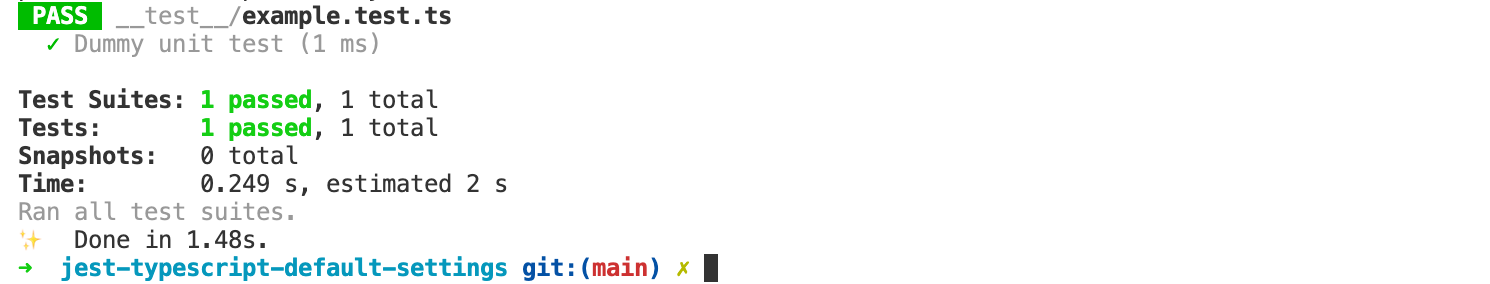 PASS __test__/example.test.ts
✓ Dummy unit test (1 ms)
Test Suites: 1 passed, 1 total
Tests: 1 passed, 1 total
Snapshots: 0 total
Time: 0.249 s, estimated 2 s
Ran all test suites.
✨ Done in 1.48s.
➜ jest-typescript-default-settings git:(main) ✗